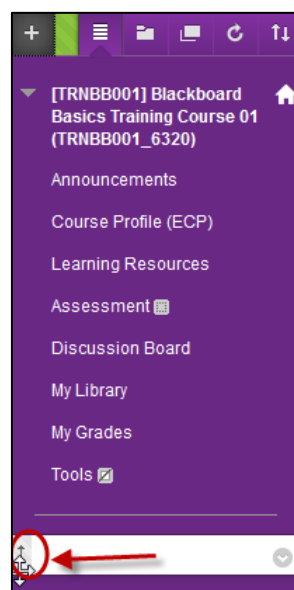 [TRNBB001] Blackboard
Basics Training Course 01
(TRNBB001_6320)
Announcements
Course Profile (ECP)
Learning Resources
Assessment
Discussion Board
My Library
My Grades
Tools